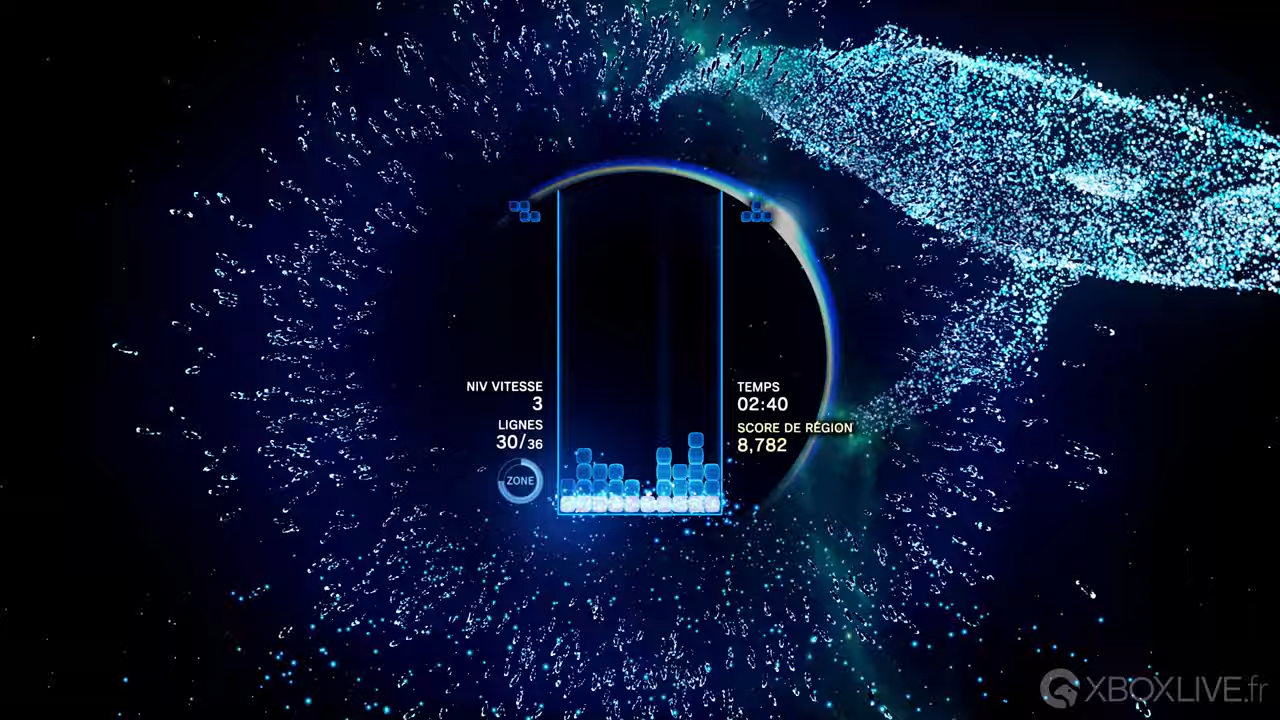 NIV VITESSE
3
LIGNES
30/36
ZONE
TEMPS
02:40
SCORE DE RÉGION
8,782
XBOXLIVE.fr